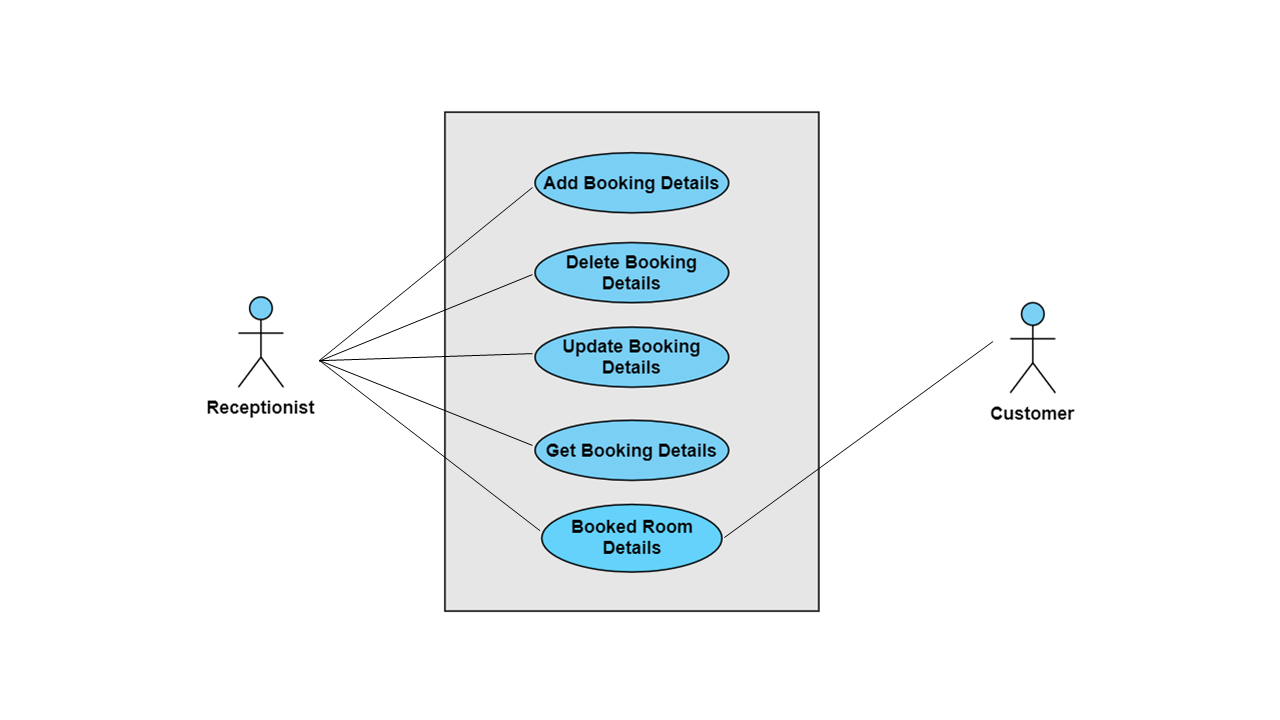 Add Booking Details
Delete Booking
Details
Update Booking
Details
Get Booking Details
Booked Room
Details
Receptionist
Customer